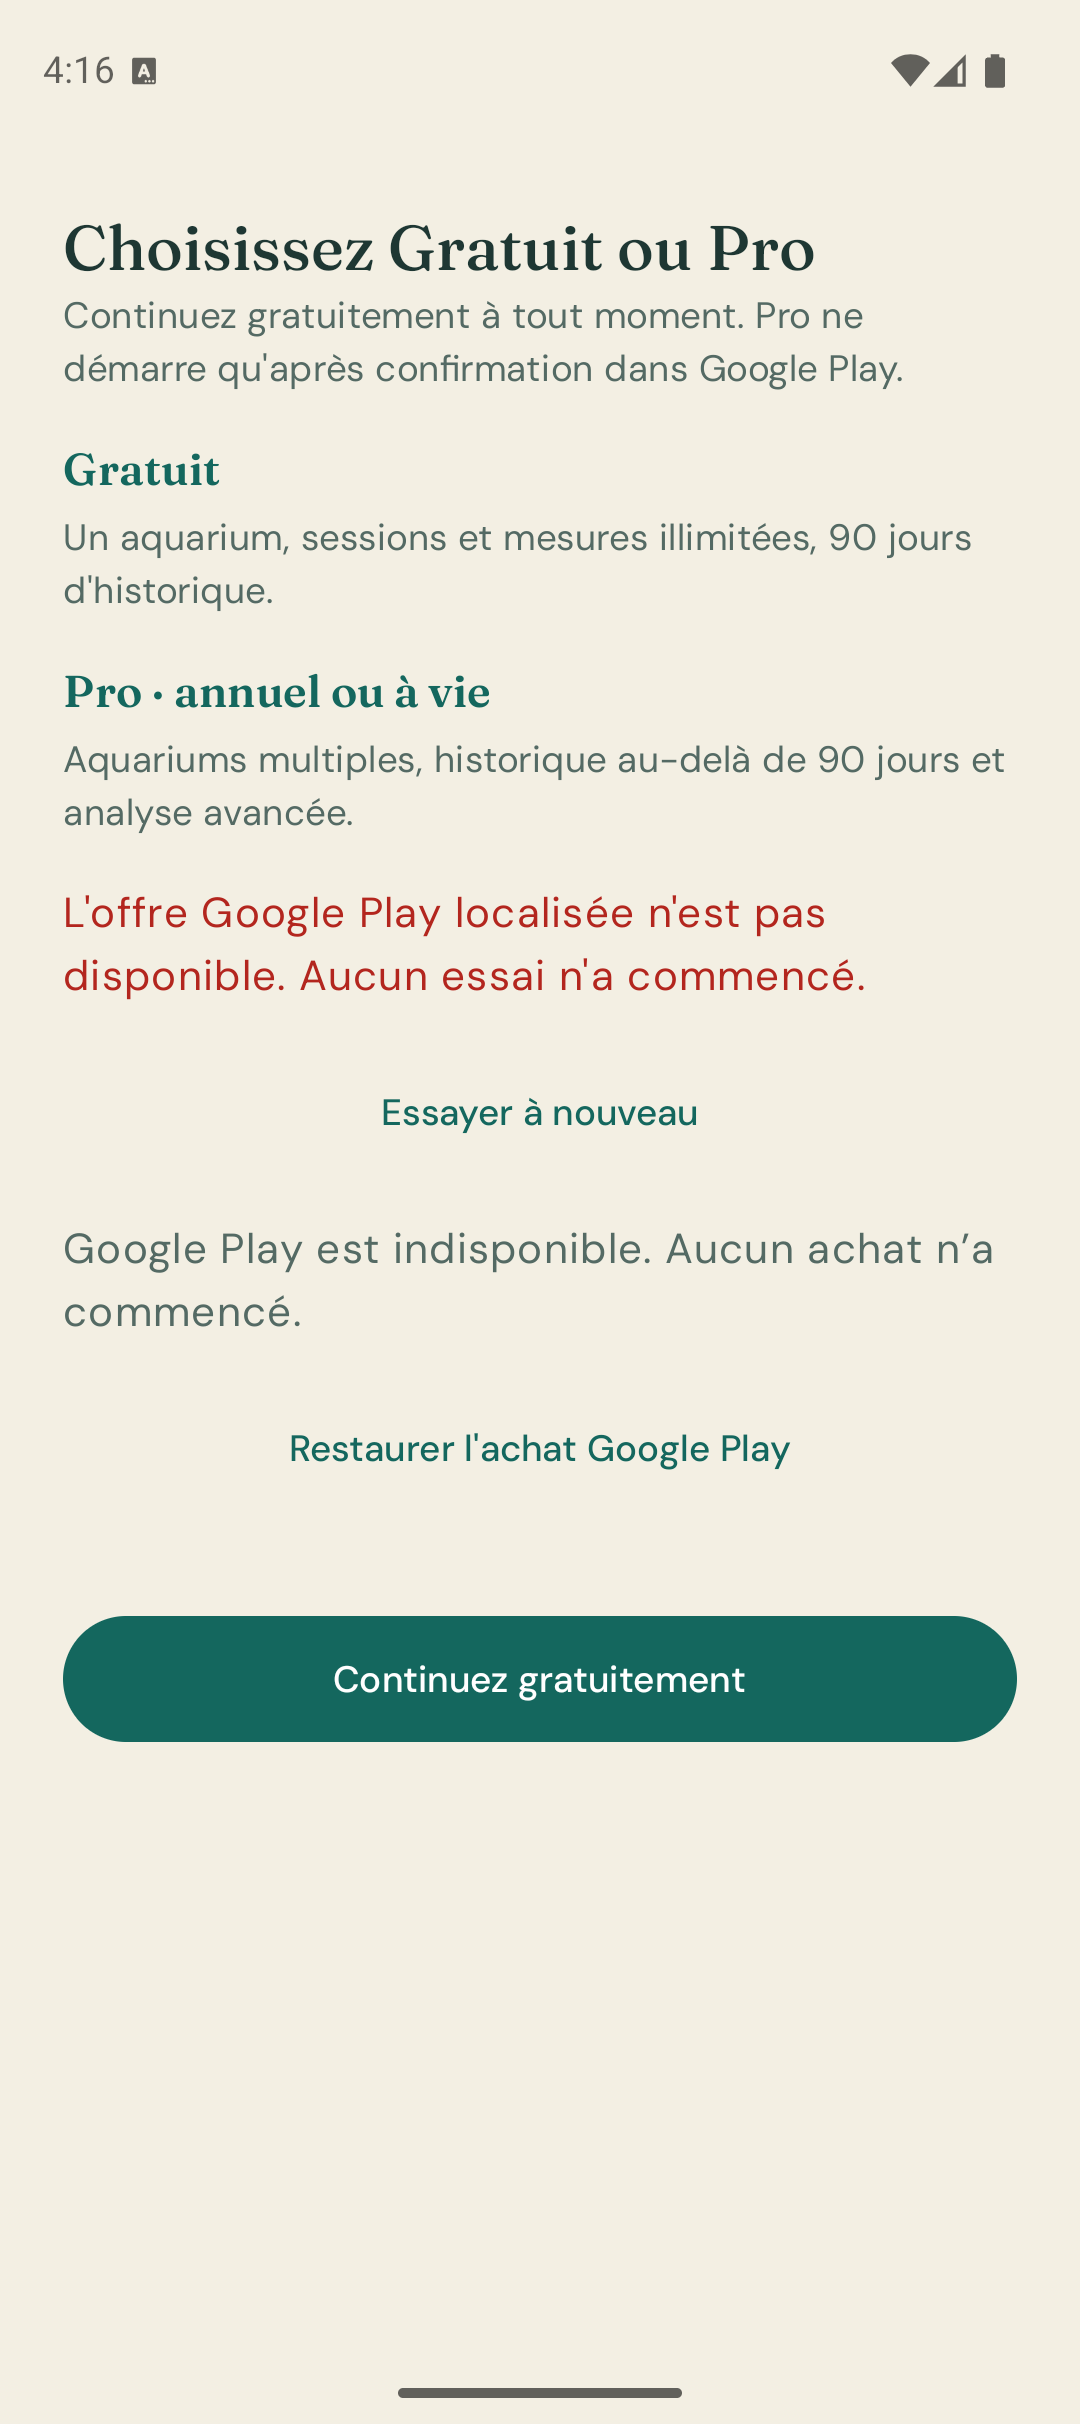 4:16
Choisissez Gratuit ou Pro
Continuez gratuitement à tout moment. Pro ne
démarre qu'après confirmation dans Google Play.
Gratuit
Un aquarium, sessions et mesures illimitées, 90 jours
d'historique.
Pro · annuel ou à vie
Aquariums multiples, historique au-delà de 90 jours et
analyse avancée.
L'offre Google Play localisée n'est pas
disponible. Aucun essai n'a commencé.
Essayer à nouveau
Google Play est indisponible. Aucun achat n’a
commencé.
Restaurer l'achat Google Play
Continuez gratuitement